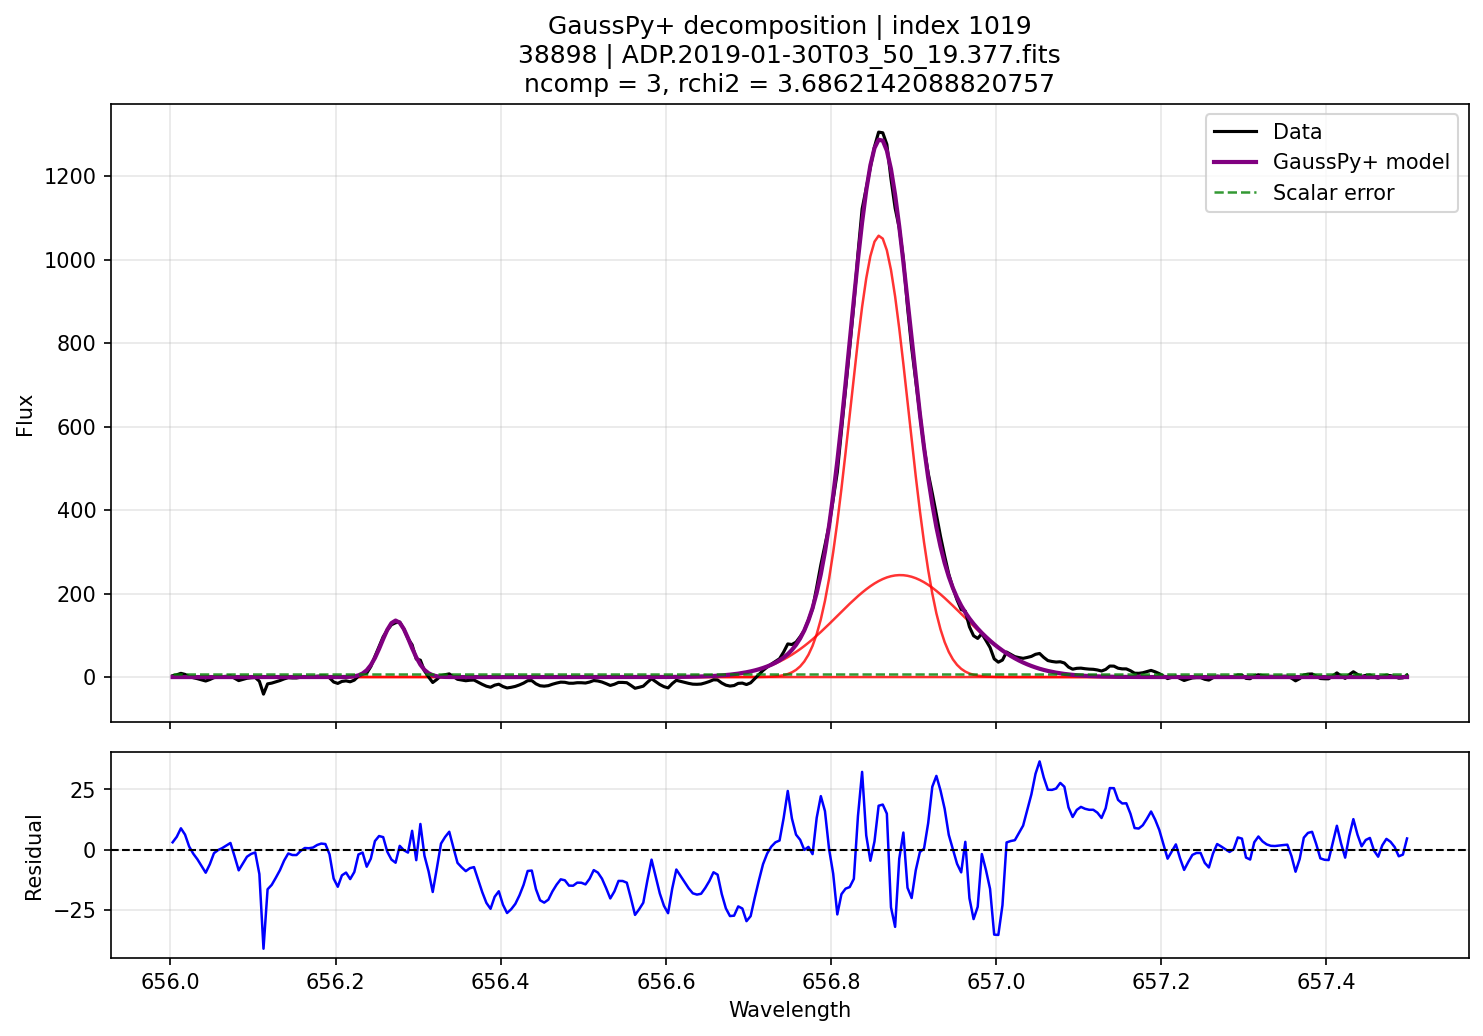 GaussPy+ decomposition | index 1019
38898 | ADP.2019-01-30T03_50_19.377.fits
ncomp = 3, rchi2 = 3.6862142088820757
Data
GaussPy+ model
Scalar error
Flux
1200
1000
800
600
400
200
0
Residual
25
0
−25
656.0
656.2
656.4
656.6
656.8
657.0
657.2
657.4
Wavelength